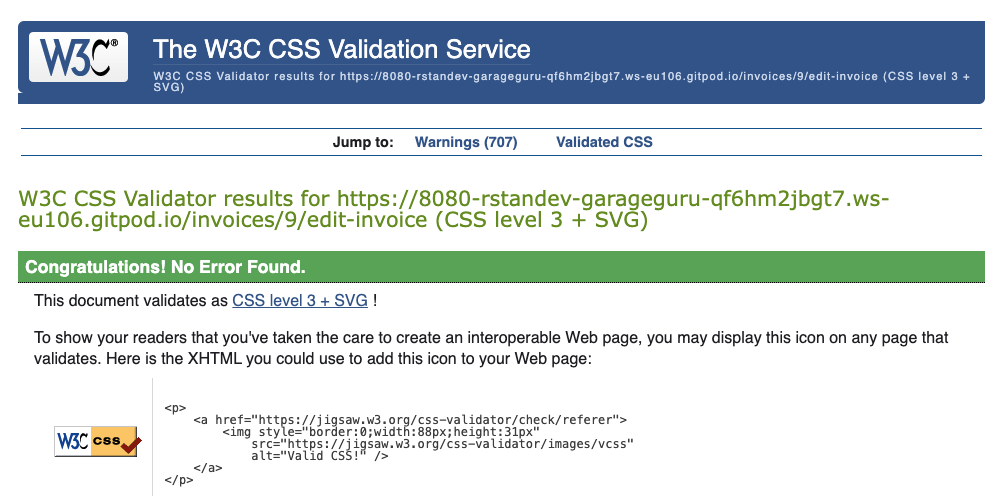 W3C®
The W3C CSS Validation Service
W3C CSS Validator results for https://8080-rstandev-garageguru-qf6hm2jbgt7.ws-eu106.gitpod.io/invoices/9/edit-invoice (CSS level 3 +
SVG)
Jump to: Warnings (707) Validated CSS
W3C CSS Validator results for https://8080-rstandev-garageguru-qf6hm2jbgt7.ws-
eu106.gitpod.io/invoices/9/edit-invoice (CSS level 3 + SVG)
Congratulations! No Error Found.
This document validates as CSS level 3 + SVG !
To show your readers that you've taken the care to create an interoperable Web page, you may display this icon on any page that
validates. Here is the XHTML you could use to add this icon to your Web page:
W3C css
<p>
<a href="https://jigsaw.w3.org/css-validator/check/referer">
<img style="border:0;width:88px;height:31px"
src="https://jigsaw.w3.org/css-validator/images/vcss"
alt="Valid CSS!" />
</a>
</p>